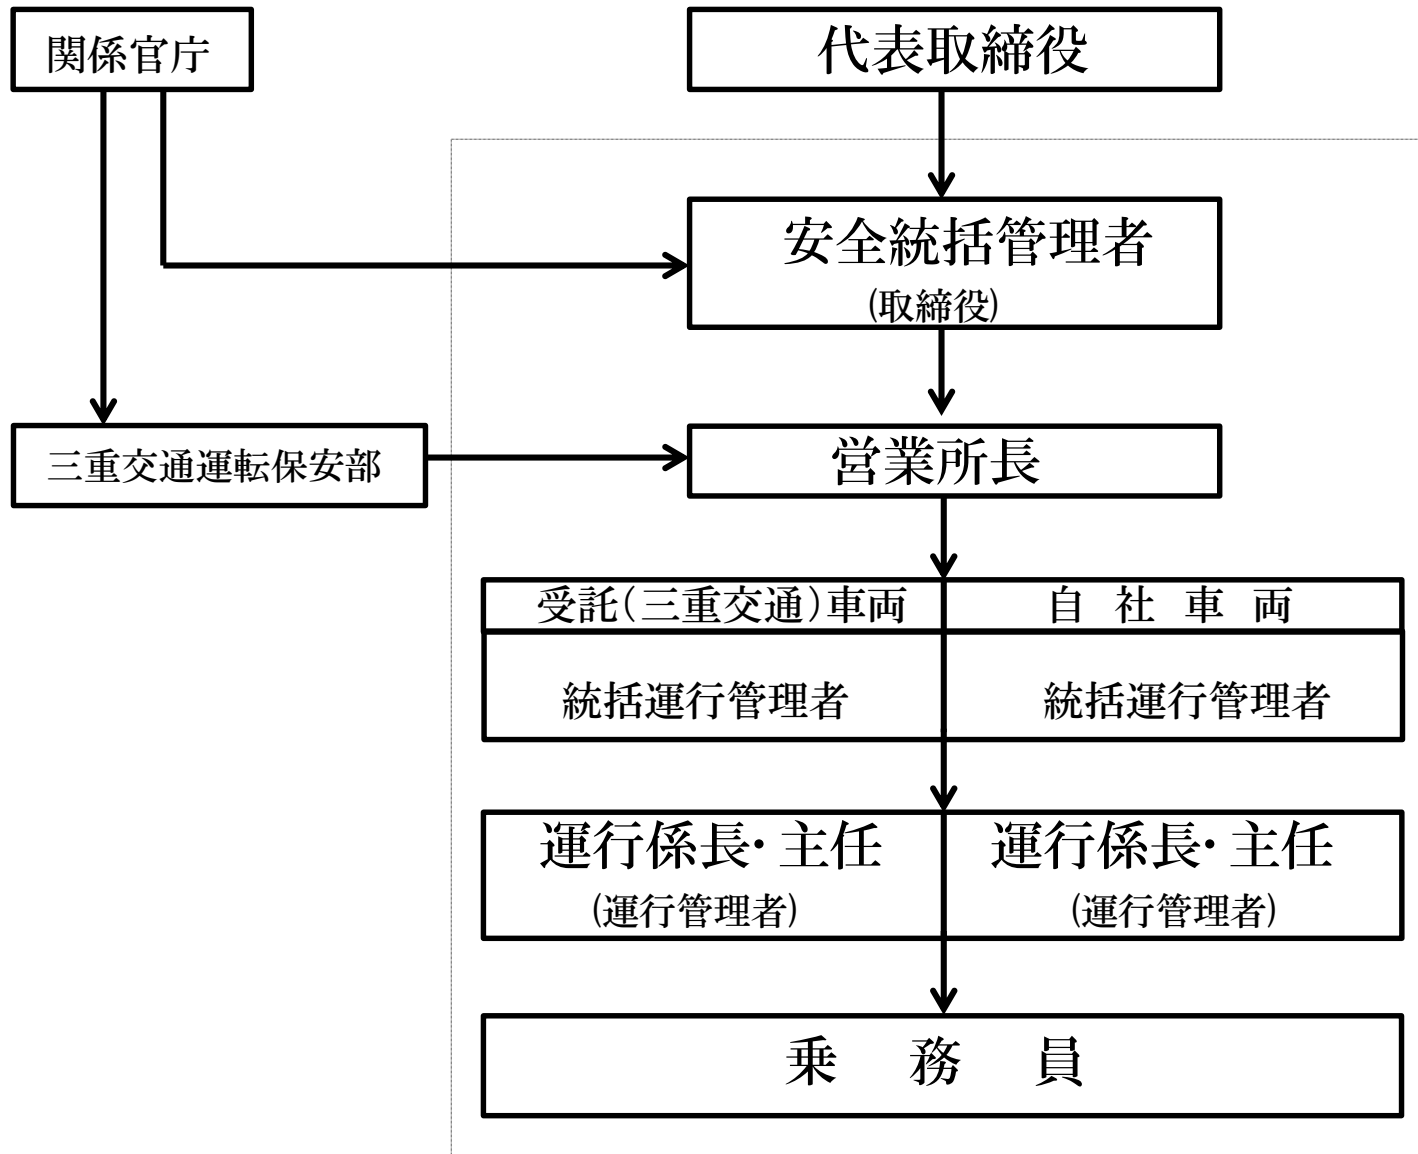 関係官庁
代表取締役
安全統括管理者
(取締役)
三重交通運転保安部
営業所長
受託(三重交通)車両
自社車両
統括運行管理者
統括運行管理者
運行係長・主任
(運行管理者)
運行係長・主任
(運行管理者)
乗務員